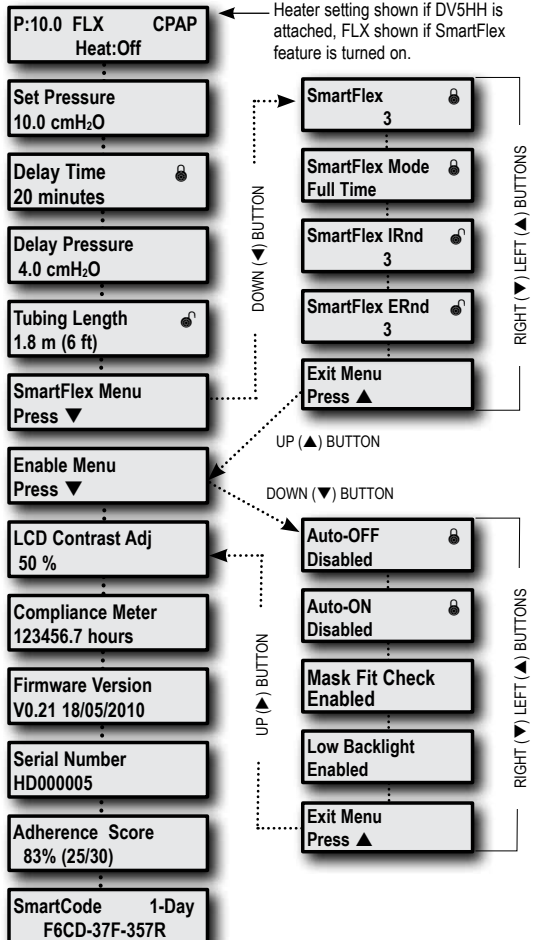 P:10.0 FLX CPAP
Heat:Off
Heater setting shown if DV5HH is
attached, FLX shown if SmartFlex
feature is turned on.
Set Pressure
10.0 cmH₂O
Delay Time
20 minutes
Delay Pressure
4.0 cmH₂O
Tubing Length
1.8 m (6 ft)
SmartFlex Menu
Press ▼
DOWN (◀) BUTTON
SmartFlex
3
SmartFlex Mode
Full Time
SmartFlex IRnd
3
SmartFlex ERnd
3
Exit Menu
Press ▲
RIGHT (▼) LEFT (▲) BUTTONS
UP (▲) BUTTON
Enable Menu
Press ▼
DOWN (▼) BUTTON
LCD Contrast Adj
50 %
Compliance Meter
123456.7 hours
Firmware Version
V0.21 18/05/2010
Serial Number
HD000005
Adherence Score
83% (25/30)
SmartCode 1-Day
F6CD-37F-357R
UP (▶) BUTTON
Auto-OFF
Disabled
Auto-ON
Disabled
Mask Fit Check
Enabled
Low Backlight
Enabled
Exit Menu
Press ▲
RIGHT (▼) LEFT (▲) BUTTONS